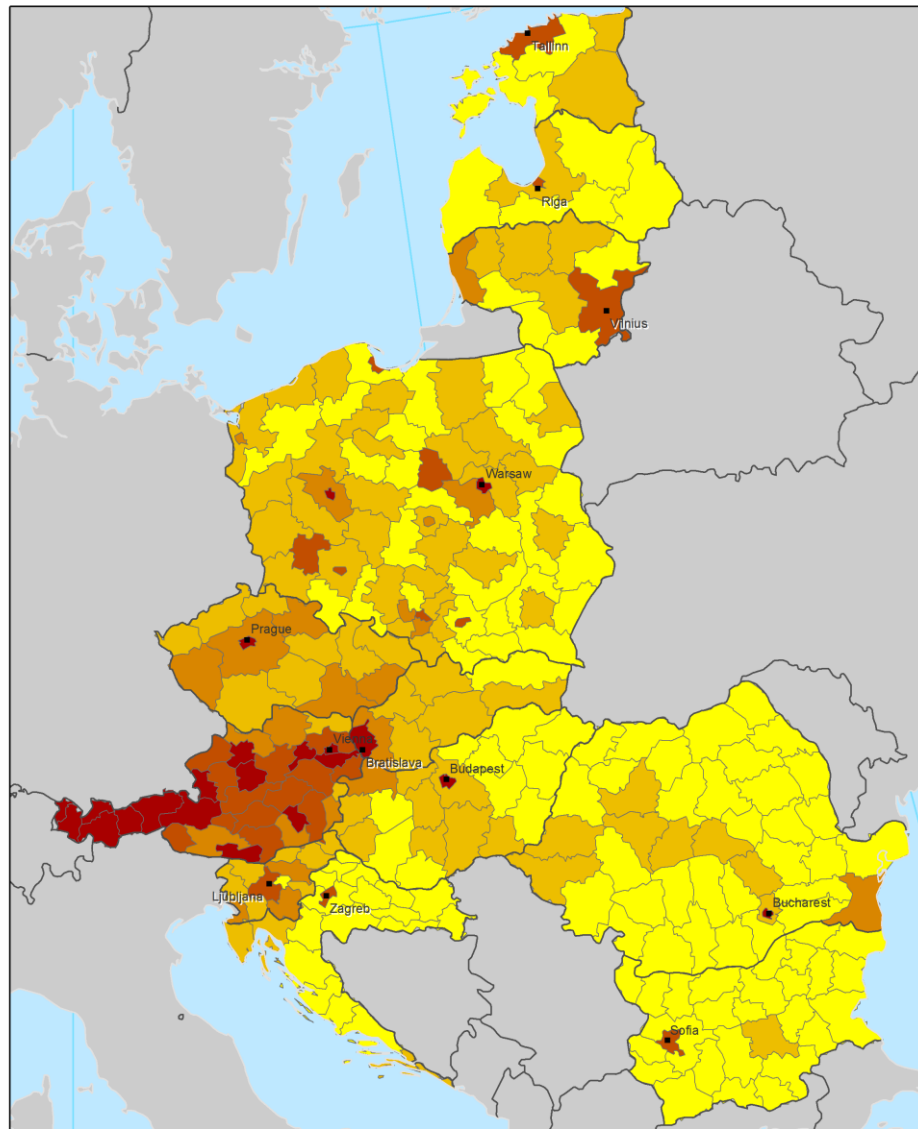 Tallinn
Riga
Vilnius
Warsaw
Prague
Vienna
Bratislava
Budapest
Ljubljana
Zagreb
Bucharest
Sofia